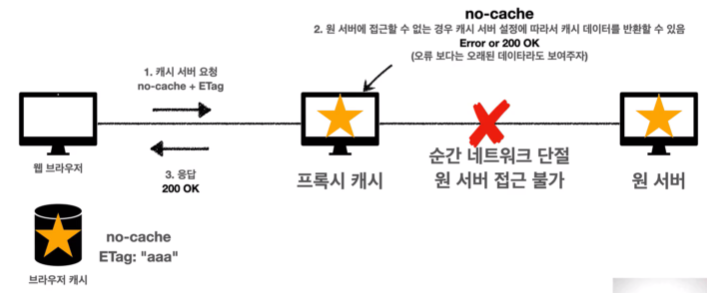 no-cache
2. 원 서버에 접근할 수 없는 경우 캐시 서버 설정에 따라서 캐시 데이터를 반환할 수 있음
Error or 200 OK
(오류 보다는 오래된 데이타라도 보여주자)
1. 캐시 서버 요청
no-cache + ETag
웹 브라우저
3. 응답
200 OK
프록시 캐시
순간 네트워크 단절
원 서버 접근 불가
원 서버
no-cache
ETag: "aaa"
브라우저 캐시